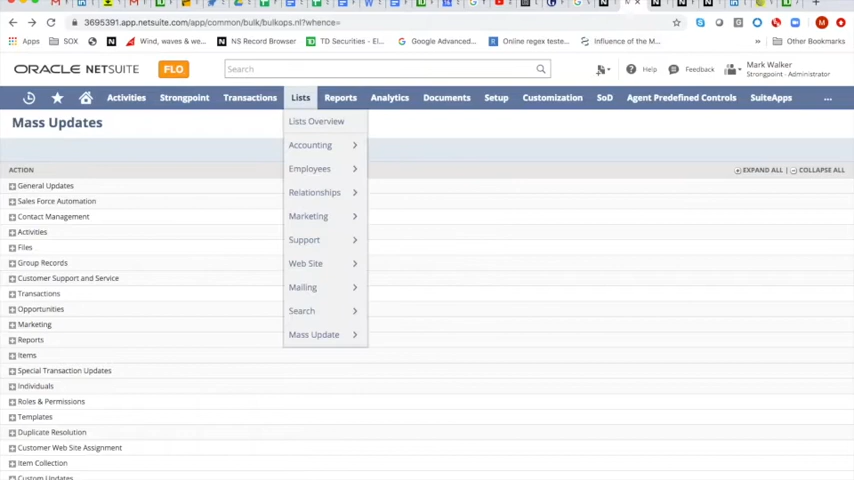 3695391.app.netsuite.com/app/common/bulk/bulkops.nl?whence=
Apps SOX Wind, waves & we... NS Record Browser TD Securities - El... Google Advanced... Online regex teste... Influence of the M... » Other Bookmarks
ORACLE NETSUITE FLO Search Help Feedback Mark Walker
Strongpoint - Administrator
Activities Strongpoint Transactions Lists Reports Analytics Documents Setup Customization SoD Agent Predefined Controls SuiteApps ...
Mass Updates
Lists Overview
Accounting
Employees
Relationships
Marketing
Support
Web Site
Mailing
Search
Mass Update
ACTION EXPAND ALL | COLLAPSE ALL
General Updates
Sales Force Automation
Contact Management
Activities
Files
Group Records
Customer Support and Service
Transactions
Opportunities
Marketing
Reports
Items
Special Transaction Updates
Individuals
Roles & Permissions
Templates
Duplicate Resolution
Customer Web Site Assignment
Item Collection
Custom Updates